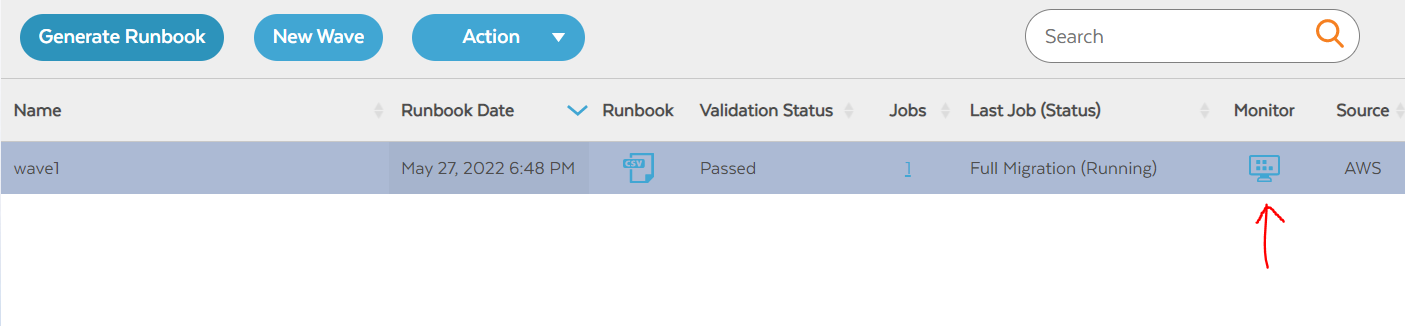 Generate Runbook New Wave Action Search
Name Runbook Date Runbook Validation Status Jobs Last Job (Status) Monitor Source
wave1 May 27, 2022 6:48 PM CSV Passed 1 Full Migration (Running) AWS